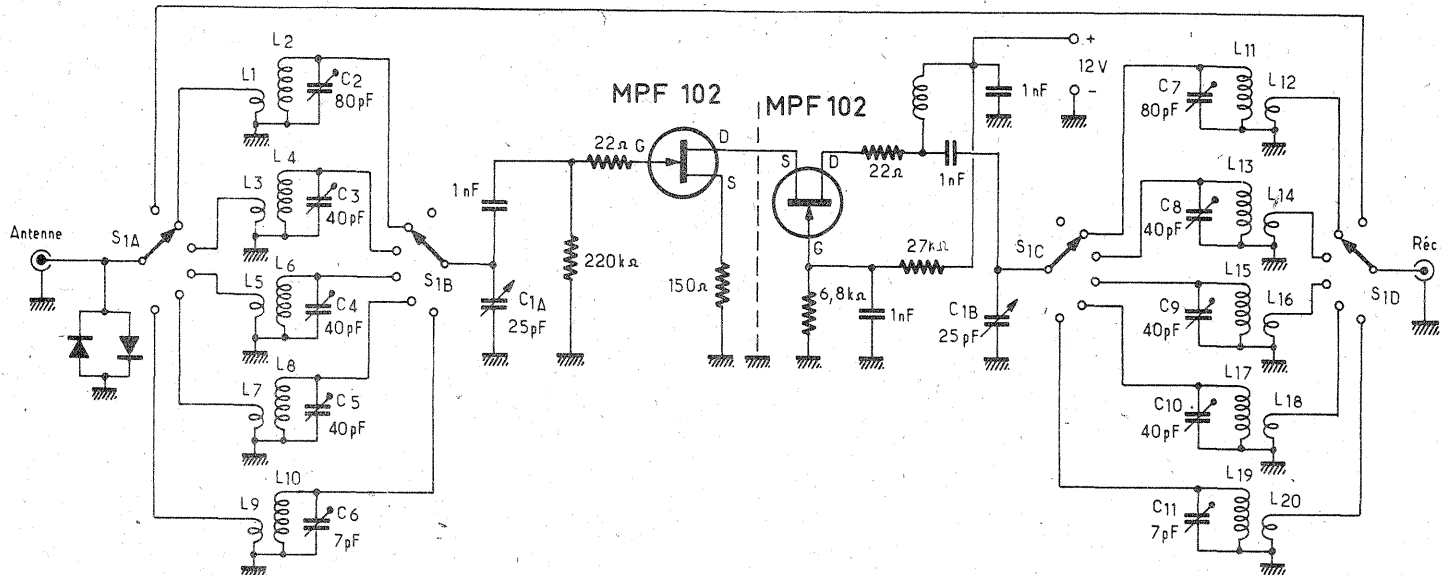 L2
L1
C2
80pF
L4
L3
C3
40pF
Antenne
S1A
L6
L5
C4
40pF
S1B
L8
L7
C5
40pF
L10
L9
C6
7pF
1nF
C1A
25pF
22Ω
220kΩ
MPF 102
G
D
S
150Ω
MPF 102
S
D
G
22Ω
1nF
+
12V
-
1nF
27kΩ
6,8kΩ
1nF
C1B
25pF
S1C
L11
L12
C7
80pF
L13
L14
C8
40pF
L15
L16
C9
40pF
S1D
Réc
L17
L18
C10
40pF
L19
L20
C11
7pF